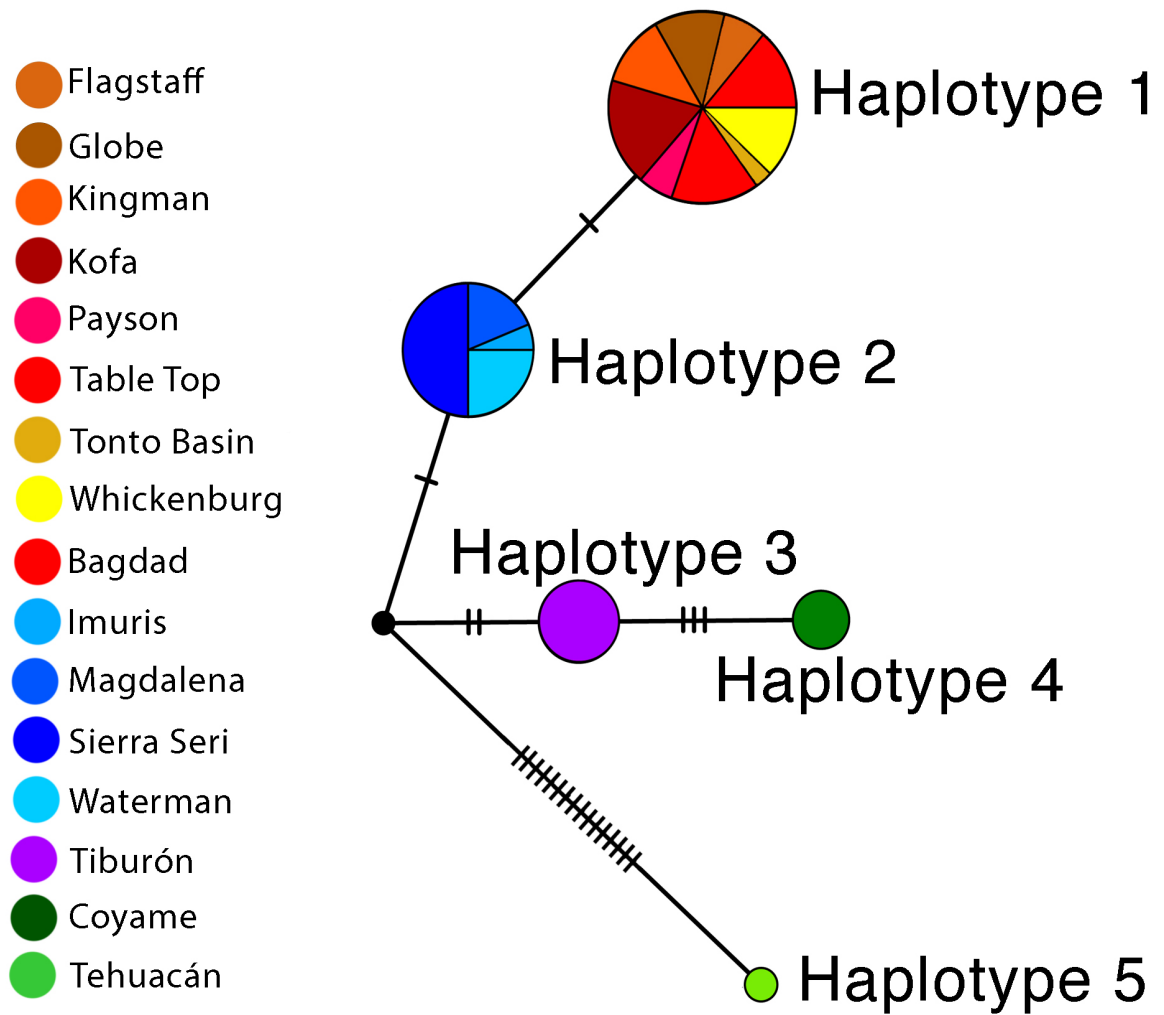 Flagstaff
Globe
Kingman
Kofa
Payson
Table Top
Tonto Basin
Whickenburg
Bagdad
Imuris
Magdalena
Sierra Seri
Waterman
Tiburón
Coyame
Tehuacán
Haplotype 1
Haplotype 2
Haplotype 3
Haplotype 4
Haplotype 5